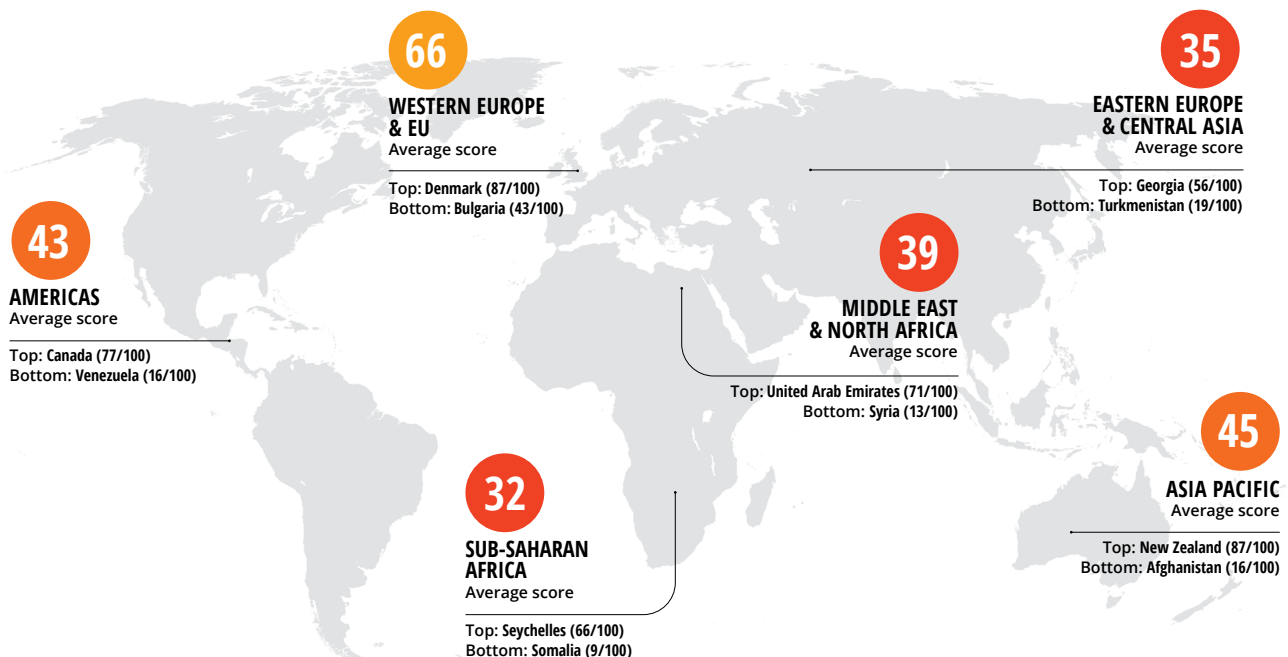 66
WESTERN EUROPE
& EU
Average score
Top: Denmark (87/100)
Bottom: Bulgaria (43/100)
35
EASTERN EUROPE
& CENTRAL ASIA
Average score
Top: Georgia (56/100)
Bottom: Turkmenistan (19/100)
43
AMERICAS
Average score
Top: Canada (77/100)
Bottom: Venezuela (16/100)
39
MIDDLE EAST
& NORTH AFRICA
Average score
Top: United Arab Emirates (71/100)
Bottom: Syria (13/100)
32
SUB-SAHARAN
AFRICA
Average score
Top: Seychelles (66/100)
Bottom: Somalia (9/100)
45
ASIA PACIFIC
Average score
Top: New Zealand (87/100)
Bottom: Afghanistan (16/100)